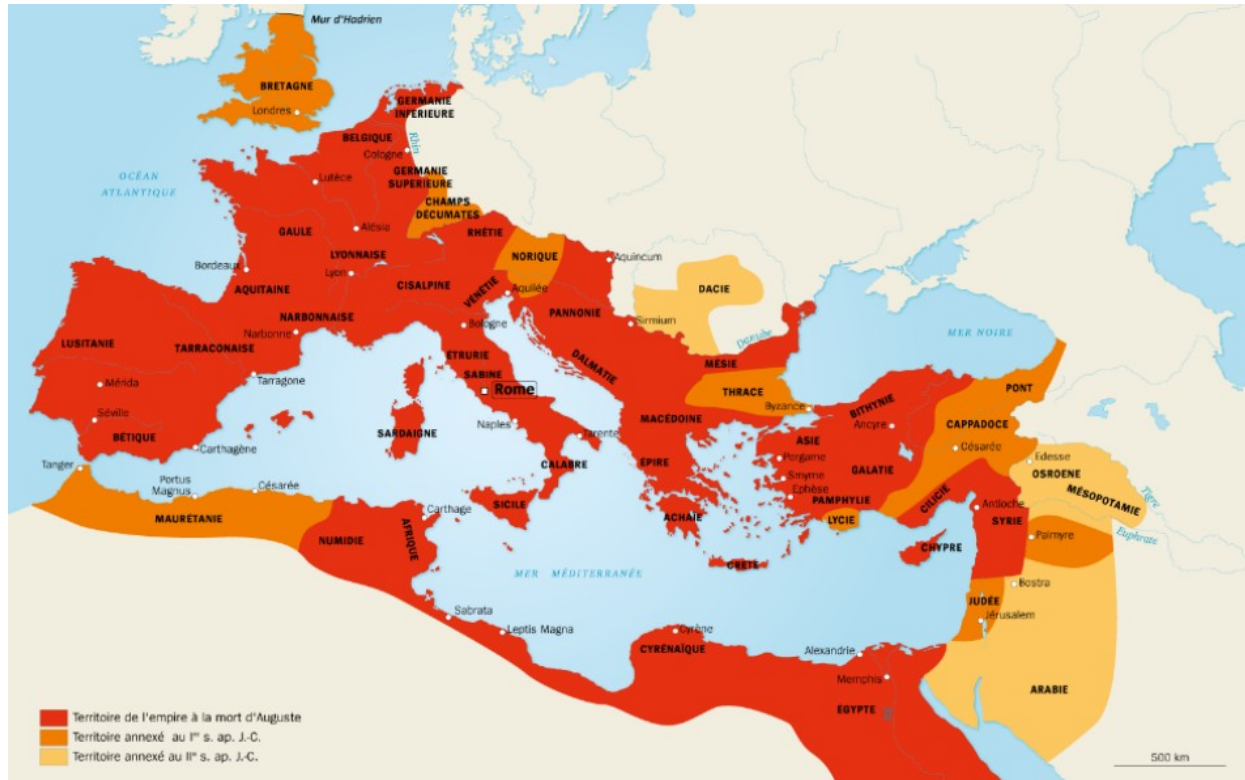 Mur d'Hadrien
BRETAGNE
Londres
OCÉAN
ATLANTIQUE
GERMANIE
INFÉRIEURE
BELGIQUE
Cologne
Rhin
Lutèce
GERMANIE
SUPÉRIEURE
CHAMPS
DÉCUMATES
Alésia
GAULE
RHÉTIE
LYONNAISE
NORIQUE
Aquincum
Bordeaux
Lyon
CISALPINE
AQUITAINE
VÉNÉTIE
Aquilée
DACIE
PANNONIE
NARBONNAISE
Bologne
Sirmium
Danube
MER NOIRE
Narbonne
LUSITANIE
TARRACONAISE
ÉTRURIE
DALMATIE
MÉSIE
SABINE
Tarragone
Rome
THRACE
PONT
Mérida
Byzance
BITHYNIE
Séville
Naples
MACÉDOINE
Ancyre
CAPPADOCE
SARDAIGNE
Tarente
BÉTIQUE
Carthagène
ASIE
Césarée
Pergame
Edesse
Tanger
CALABRE
ÉPIRE
Smyrne
GALATIE
OSROENE
Portus
Magnus
Césarée
Ephèse
MÉSOPOTAMIE
Tigre
PAMPHYLIE
CILICIE
Antioche
SICILE
Carthage
ACHAÏE
LYCIE
SYRIE
MAURÉTANIE
NUMIDIE
AFRIQUE
Palmyre
Euphrate
CHYPRE
CRÈTE
MER MÉDITERRANÉE
Bostra
JUDÉE
Sabrata
Jérusalem
Leptis Magna
Cyrène
CYRÉNAÏQUE
Alexandrie
Memphis
ARABIE
ÉGYPTE
Territoire de l'empire à la mort d'Auguste
Territoire annexé au Iᵉʳ s. ap. J.-C.
Territoire annexé au IIᵉ s. ap. J.-C.
500 km